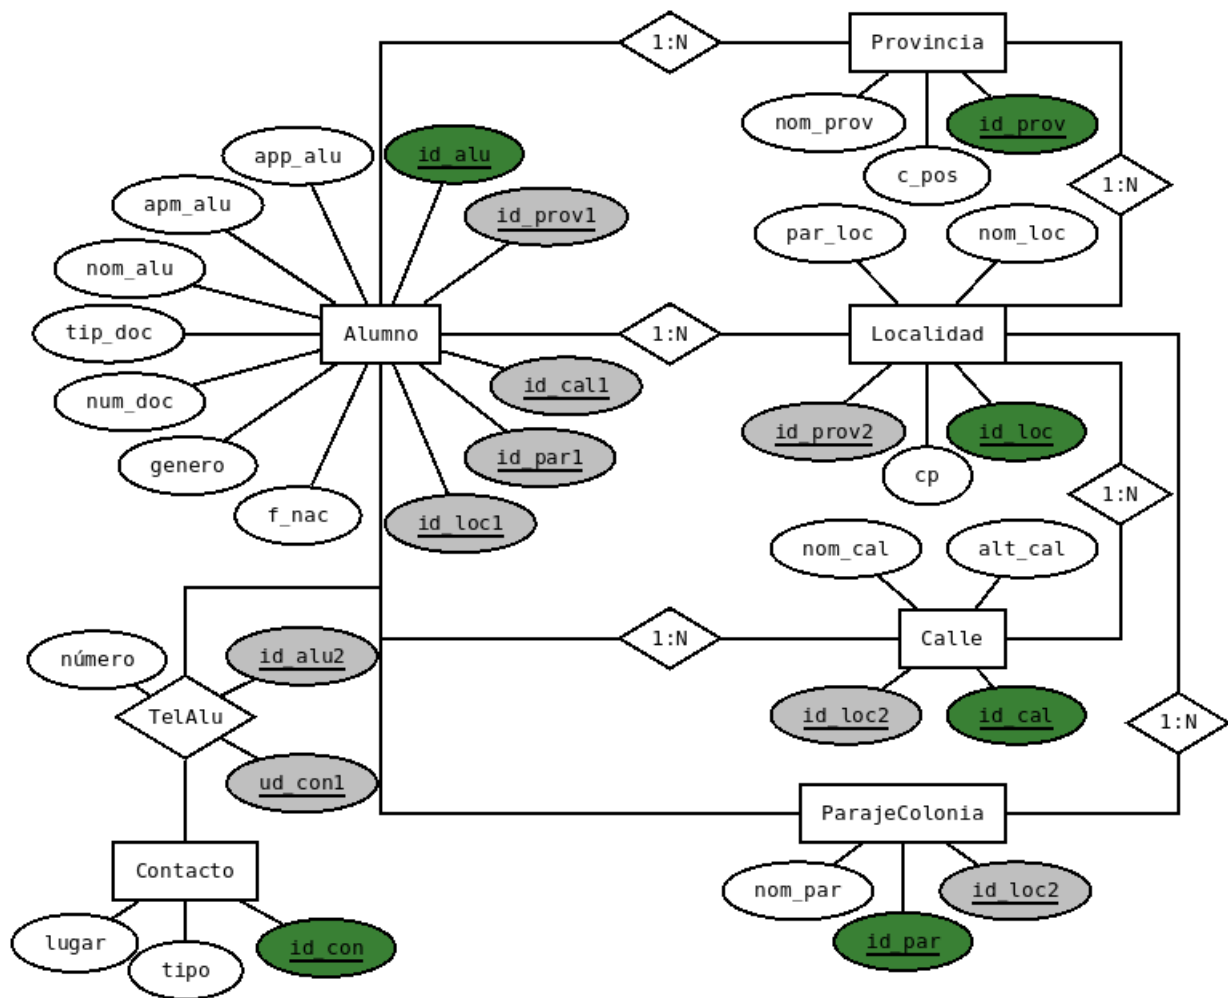 1:N
Provincia
nom_prov
id_prov
c_pos
1:N
app_alu
id_alu
apm_alu
id_prov1
nom_alu
tip_doc
Alumno
num_doc
genero
f_nac
id_cal1
id_par1
id_loc1
par_loc
nom_loc
1:N
Localidad
id_prov2
id_loc
cp
1:N
nom_cal
alt_cal
1:N
Calle
id_loc2
id_cal
1:N
número
id_alu2
TelAlu
ud_con1
Contacto
lugar
tipo
id_con
ParajeColonia
nom_par
id_loc2
id_par